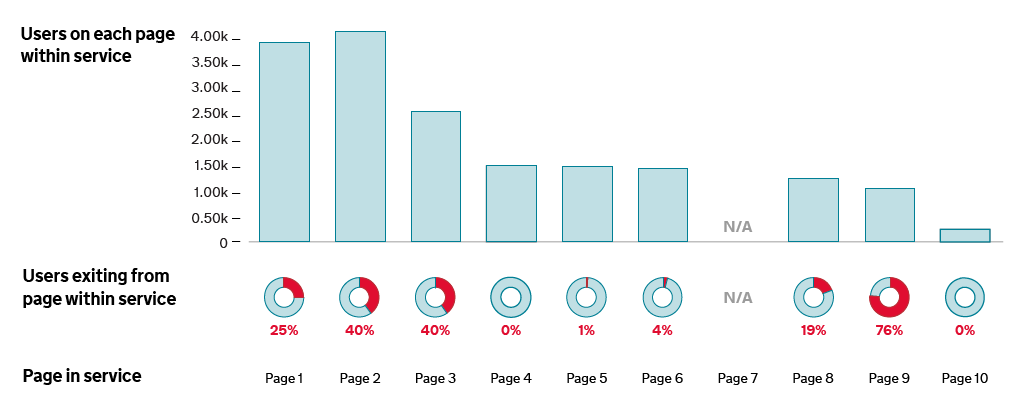 Users on each page
within service
4.00k
3.50k
3.00k
2.50k
2.00k
1.50k
1.00k
0.50k
0
N/A
Users exiting from
page within service
N/A
25% 40% 40% 0% 1% 4% 19% 76% 0%
Page in service
Page 1 Page 2 Page 3 Page 4 Page 5 Page 6 Page 7 Page 8 Page 9 Page 10